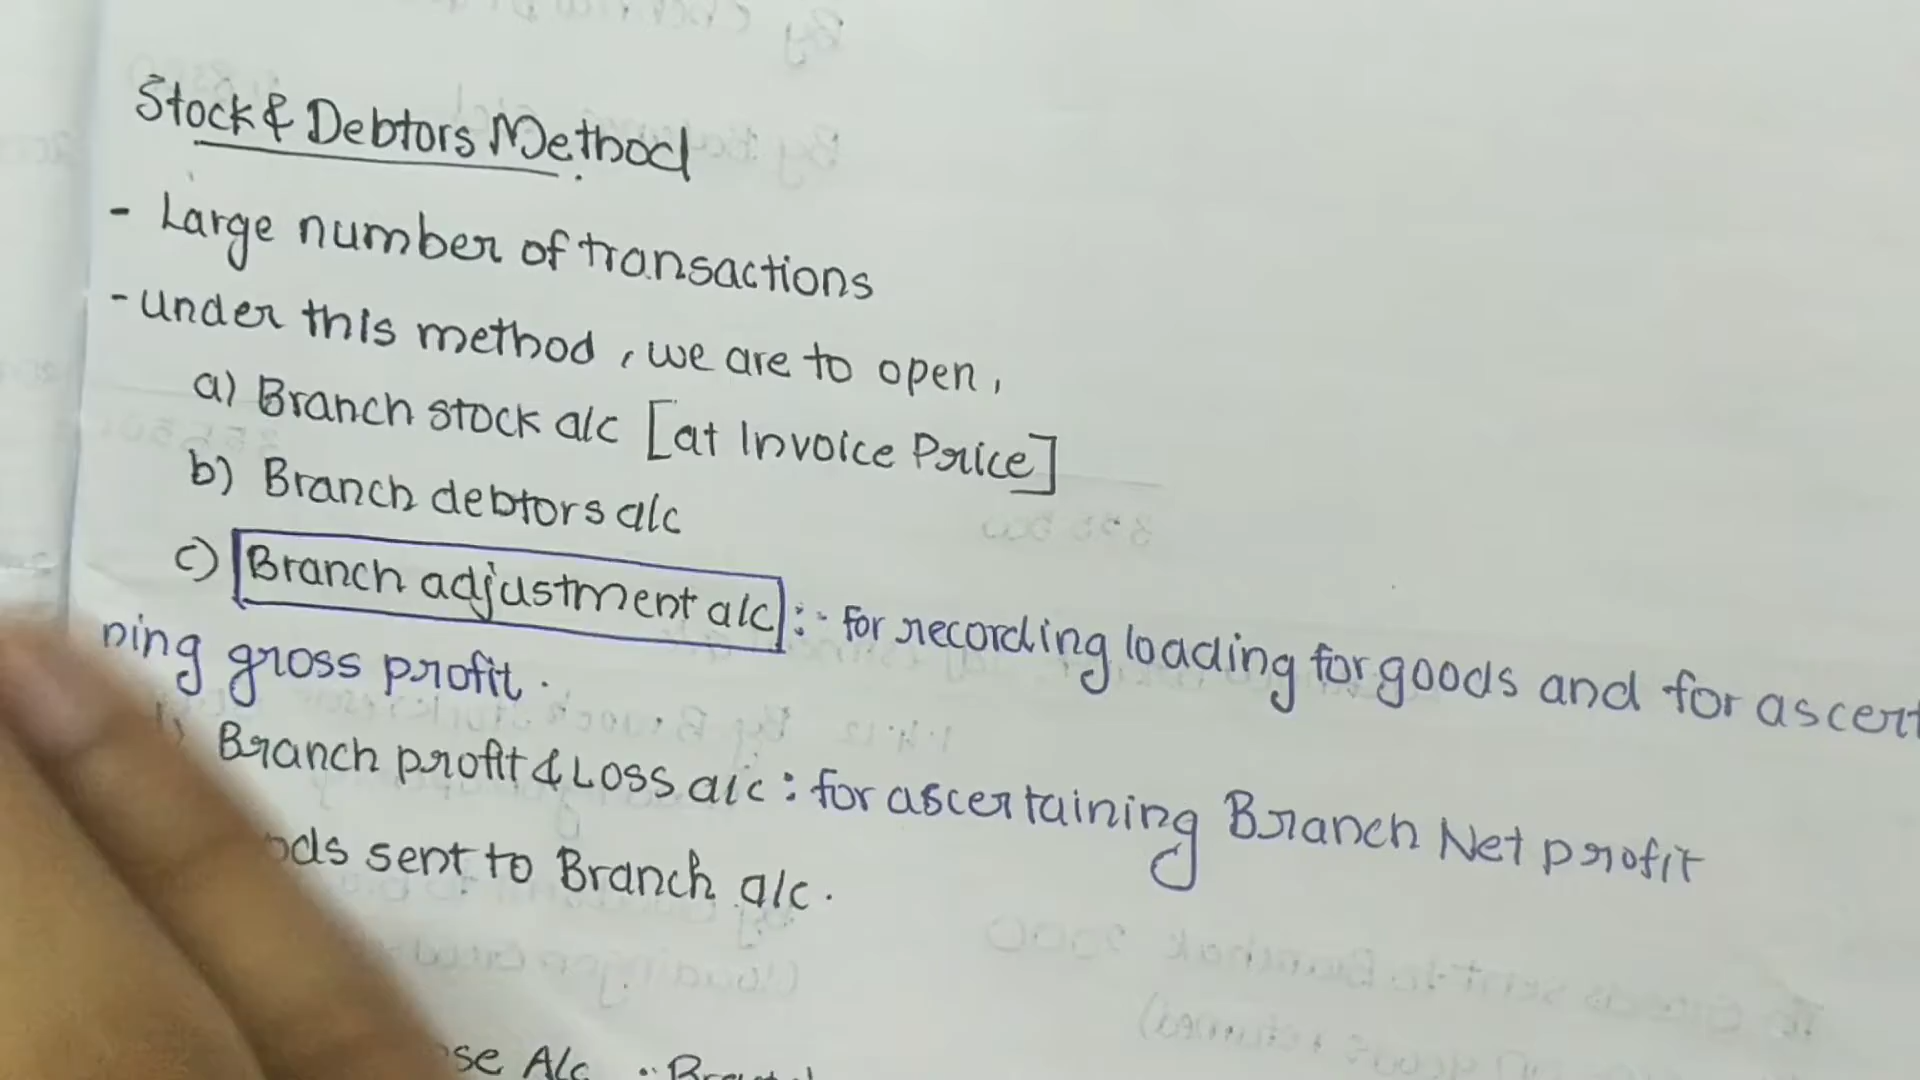 Stock & Debtors Method
- Large number of transactions
- Under this method, we are to open,
a) Branch stock a/c [at Invoice Price]
b) Branch debtors a/c
c) Branch adjustment a/c :- for recording loading for goods and for ascert
ning gross profit.
Branch profit & Loss a/c : for ascertaining Branch Net profit
ods sent to Branch a/c.
se A/c